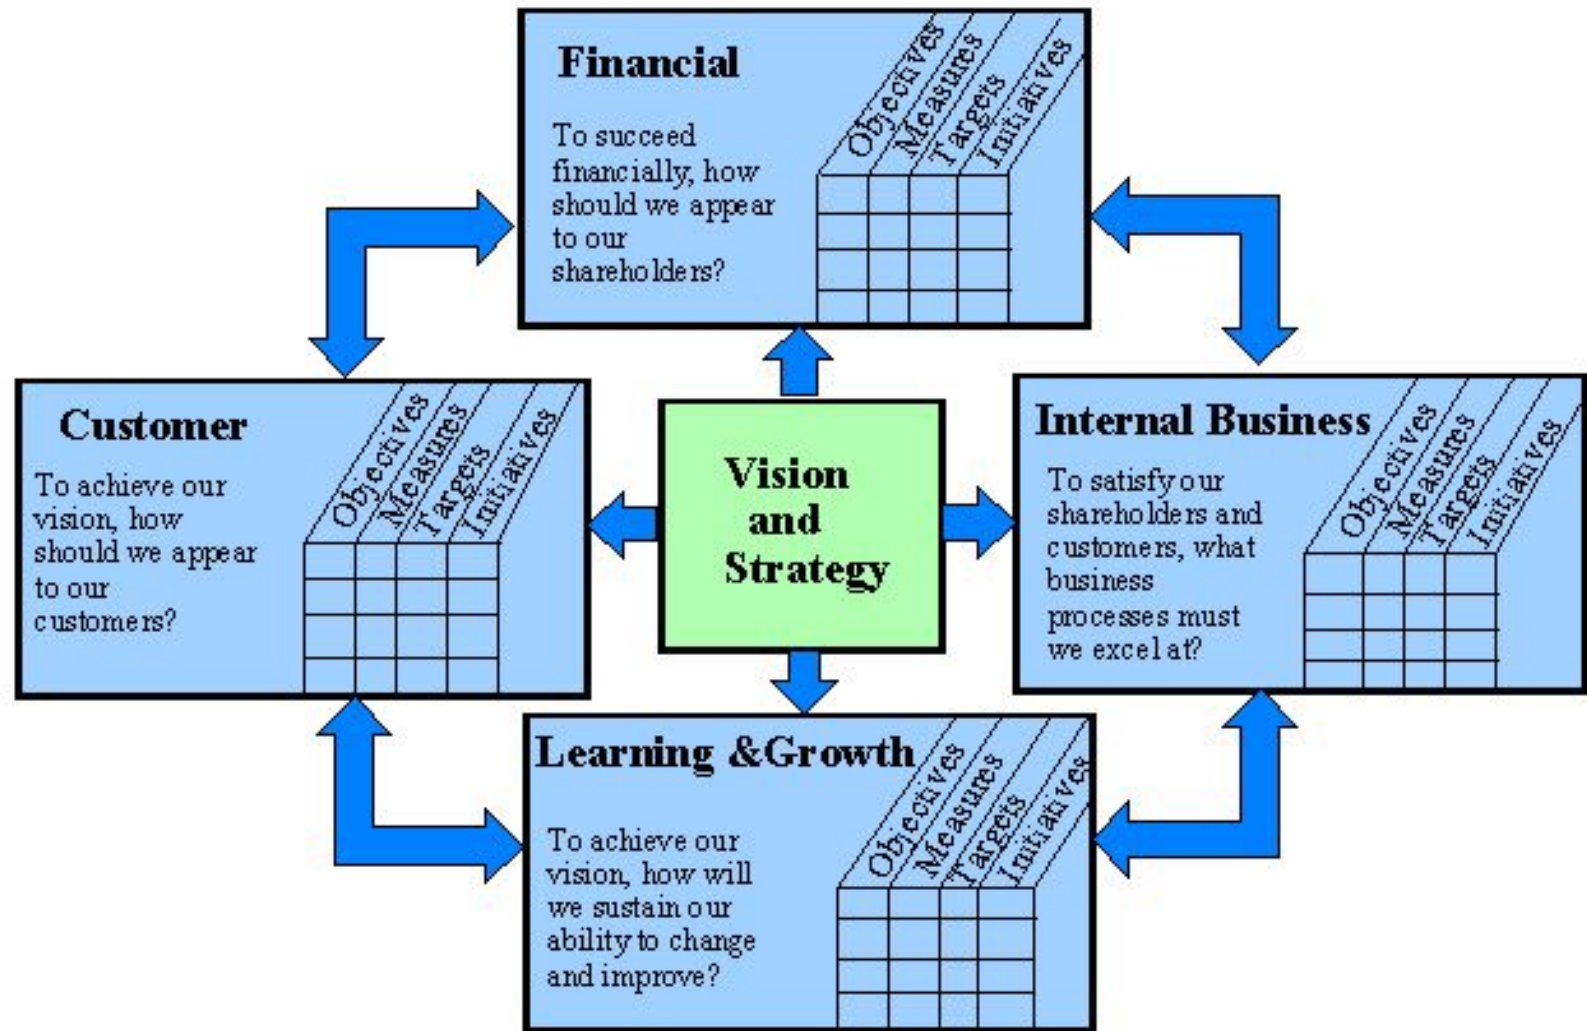 Financial
To succeed
financially, how
should we appear
to our
shareholders?
Objectives
Measures
Targets
Initiatives
Customer
To achieve our
vision, how
should we appear
to our
customers?
Objectives
Measures
Targets
Initiatives
Vision
and
Strategy
Internal Business
To satisfy our
shareholders and
customers, what
business
processes must
we excel at?
Objectives
Measures
Targets
Initiatives
Learning &Growth
To achieve our
vision, how will
we sustain our
ability to change
and improve?
Objectives
Measures
Targets
Initiatives